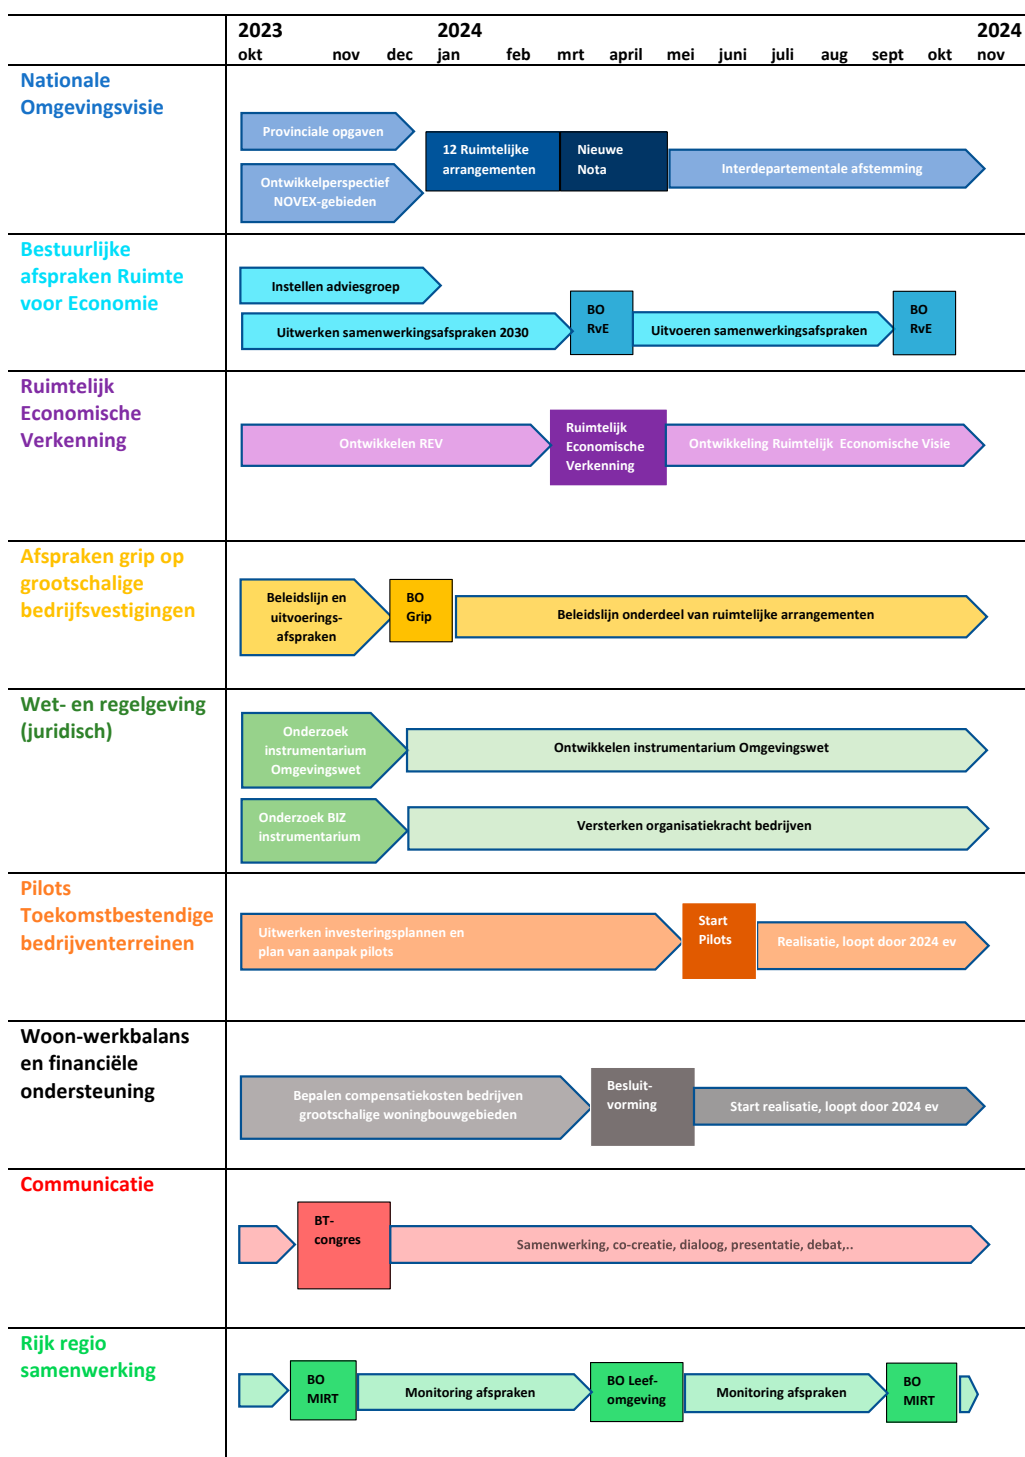 2023 2024 2024
okt nov dec jan feb mrt april mei juni juli aug sept okt nov
Nationale
Omgevingsvisie
Provinciale opgaven
Ontwikkelperspectief
NOVEX-gebieden
12 Ruimtelijke
arrangementen
Nieuwe
Nota
Interdepartementale afstemming
Bestuurlijke
afspraken Ruimte
voor Economie
Instellen adviesgroep
Uitwerken samenwerkingsafspraken 2030
BO
RvE
Uitvoeren samenwerkingsafspraken
BO
RvE
Ruimtelijk
Economische
Verkenning
Ontwikkelen REV
Ruimtelijk
Economische
Verkenning
Ontwikkeling Ruimtelijk Economische Visie
Afspraken grip op
grootschalige
bedrijfsvestigingen
Beleidslijn en
uitvoerings-
afspraken
BO
Grip
Beleidslijn onderdeel van ruimtelijke arrangementen
Wet- en regelgeving
(juridisch)
Onderzoek
instrumentarium
Omgevingswet
Ontwikkelen instrumentarium Omgevingswet
Onderzoek BIZ
instrumentarium
Versterken organisatiekracht bedrijven
Pilots
Toekomstbestendige
bedrijventerreinen
Uitwerken investeringsplannen en
plan van aanpak pilots
Start
Pilots
Realisatie, loopt door 2024 ev
Woon-werkbalans
en financiële
ondersteuning
Bepalen compensatiekosten bedrijven
grootschalige woningbouwgebieden
Besluit-
vorming
Start realisatie, loopt door 2024 ev
Communicatie
BT-
congres
Samenwerking, co-creatie, dialoog, presentatie, debat,..
Rijk regio
samenwerking
BO
MIRT
Monitoring afspraken
BO Leef-
omgeving
Monitoring afspraken
BO
MIRT